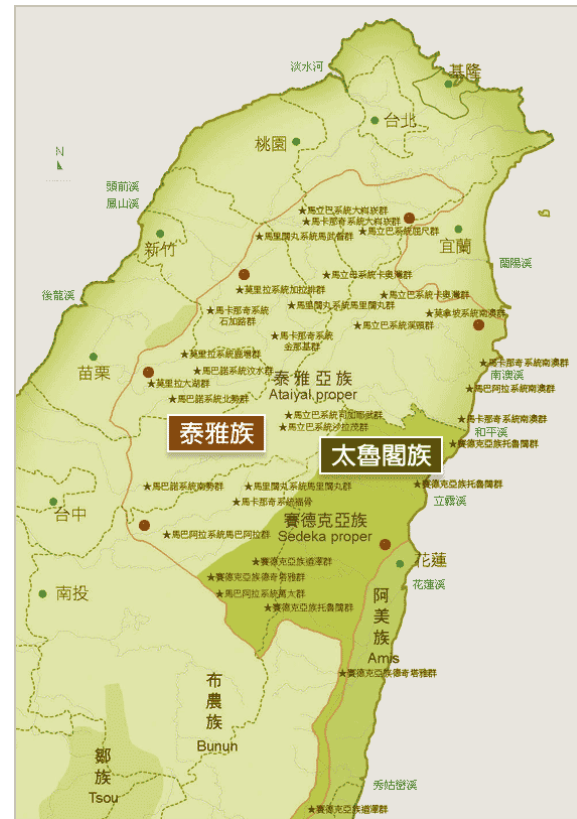 淡水河
基隆
台北
桃園
N
頭前溪
鳳山溪
★馬立巴系統大嵙崁群
★馬卡那奇系統大嵙崁群
★馬立巴系統屈尺群
★馬里闊丸系統馬武督群
新竹
宜蘭
蘭陽溪
★馬立巴系統卡奧灣群
★莫里拉系統加拉排群
★馬立巴系統卡奧灣群
後龍溪
★馬卡那奇系統
石加路群
★馬里闊丸系統馬里闊丸群
★莫拿坡系統南澳群
★馬立巴系統溪頭群
★馬卡那奇系統
金那基群
★莫里拉系統鹿場群
★馬卡那奇系統南澳群
苗栗
南澳溪
★莫里拉大湖群
泰雅亞族
Ataiyal proper
★馬巴阿拉系統南澳群
★馬巴諾系統汶水群
★馬巴諾系統北勢群
★馬立巴系統司加耶武群
★馬立巴系統沙拉茂群
★馬卡那奇系統南澳群
和平溪
★賽德克亞族托魯閣群
泰雅族
太魯閣族
★馬巴諾系統南勢群
★馬里闊丸系統馬里闊丸群
★賽德克亞族托魯閣群
★馬卡那奇系統福骨
立霧溪
台中
賽德克亞族
Sedeka proper
★馬巴阿拉系統馬巴阿拉群
花蓮
★賽德克亞族道澤群
★賽德克亞族德奇塔雅群
花蓮溪
南投
★馬巴阿拉系統萬大群
★賽德克亞族托魯閣群
阿美族
Amis
★賽德克亞族德奇塔雅群
布農族
Bunun
鄒族
Tsou
秀姑巒溪
★賽德克亞族道澤群